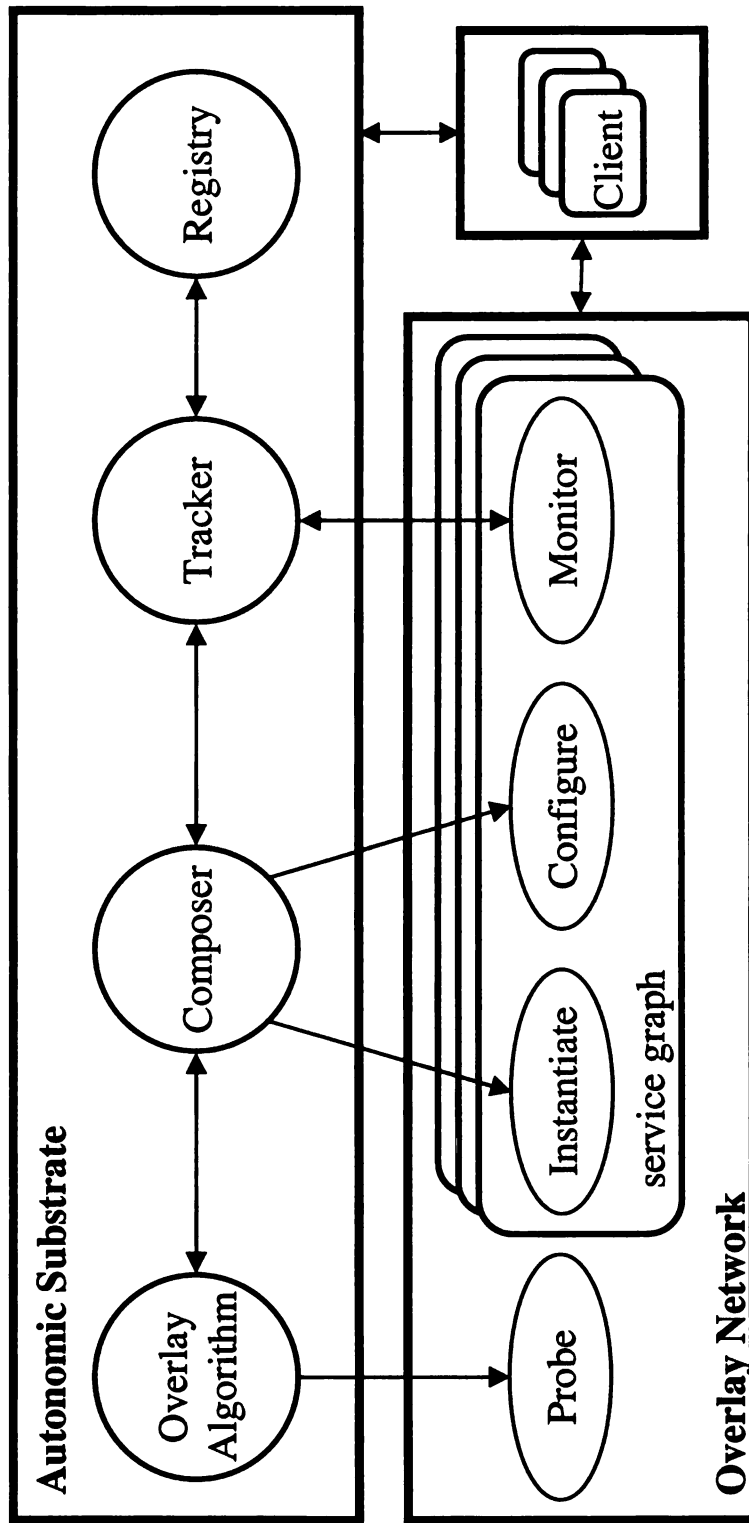 Autonomic Substrate
Overlay
Algorithm
Composer
Tracker
Registry
Probe
Instantiate
Configure
Monitor
service graph
Overlay Network
Client